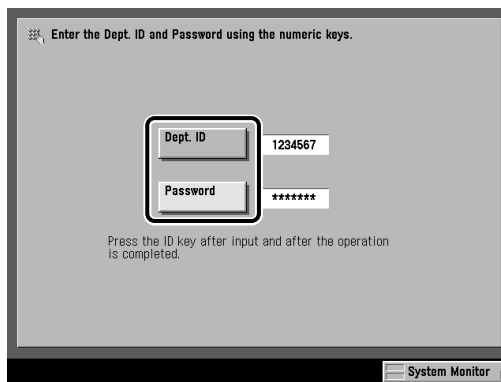 Enter the Dept. ID and Password using the numeric keys.
Dept. ID
1234567
Password
*******
Press the ID key after input and after the operation
is completed.
System Monitor